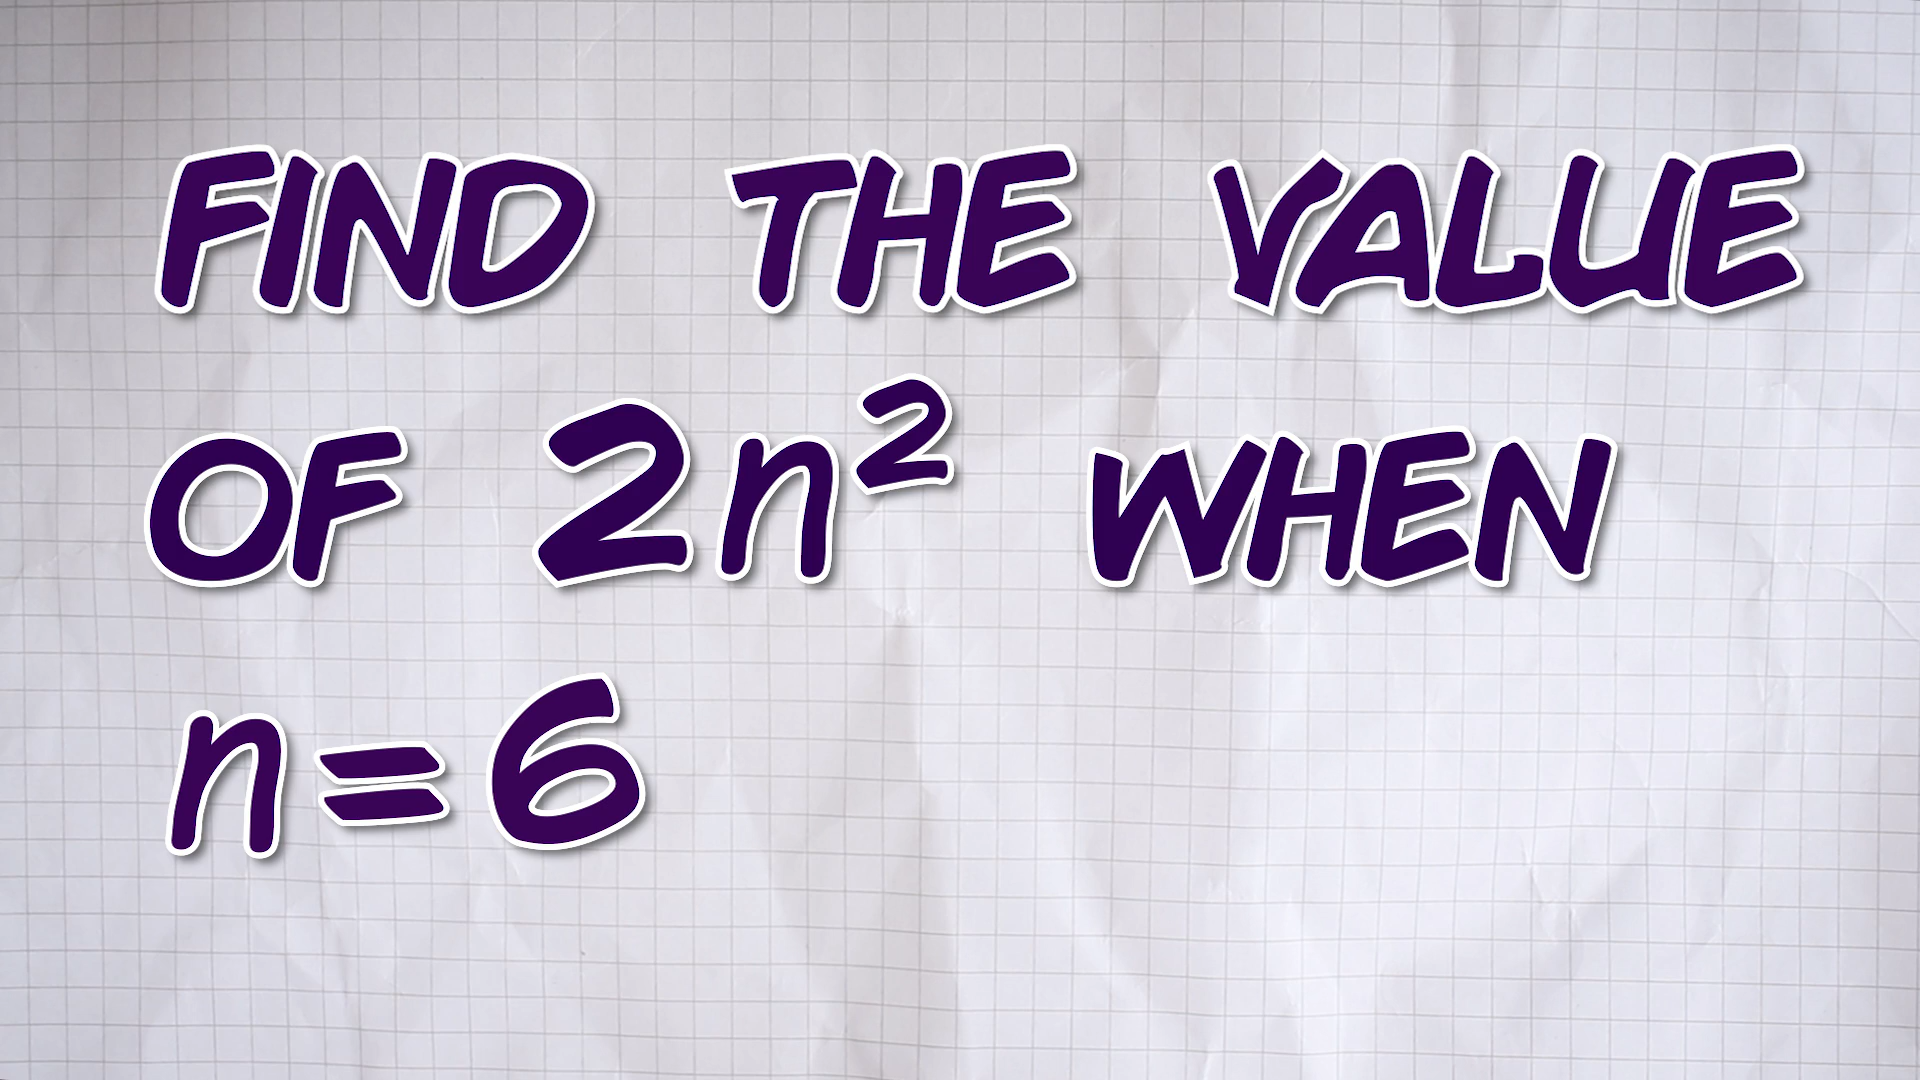 FIND THE VALUE
OF 2n² WHEN
n=6